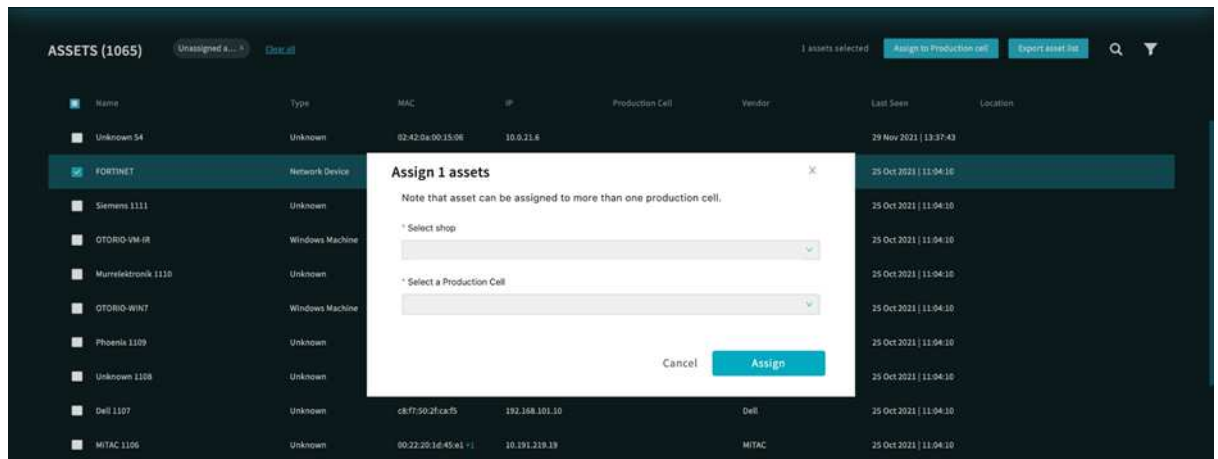 ASSETS (1065) Unassigned a... × Clear all 1 assets selected Assign to Production cell Export asset list
Name Type MAC IP Production Cell Vendor Last Seen Location
Unknown 54 Unknown 02:42:0a:00:15:06 10.0.21.6 29 Nov 2021 | 13:37:43
FORTINET Network Device 25 Oct 2021 | 11:04:10
Siemens 1111 Unknown 25 Oct 2021 | 11:04:10
OTORIO-VM-IR Windows Machine 25 Oct 2021 | 11:04:10
Murrelektronik 1110 Unknown 25 Oct 2021 | 11:04:10
OTORIO-WIN7 Windows Machine 25 Oct 2021 | 11:04:10
Phoenix 1109 Unknown 25 Oct 2021 | 11:04:10
Unknown 1108 Unknown 25 Oct 2021 | 11:04:10
Dell 1107 Unknown c8:f7:50:2f:ca:f5 192.168.101.10 Dell 25 Oct 2021 | 11:04:10
MiTAC 1106 Unknown 00:22:20:1d:45:e1 +1 10.191.219.19 MiTAC 25 Oct 2021 | 11:04:10
Assign 1 assets ×
Note that asset can be assigned to more than one production cell.
* Select shop
* Select a Production Cell
Cancel Assign